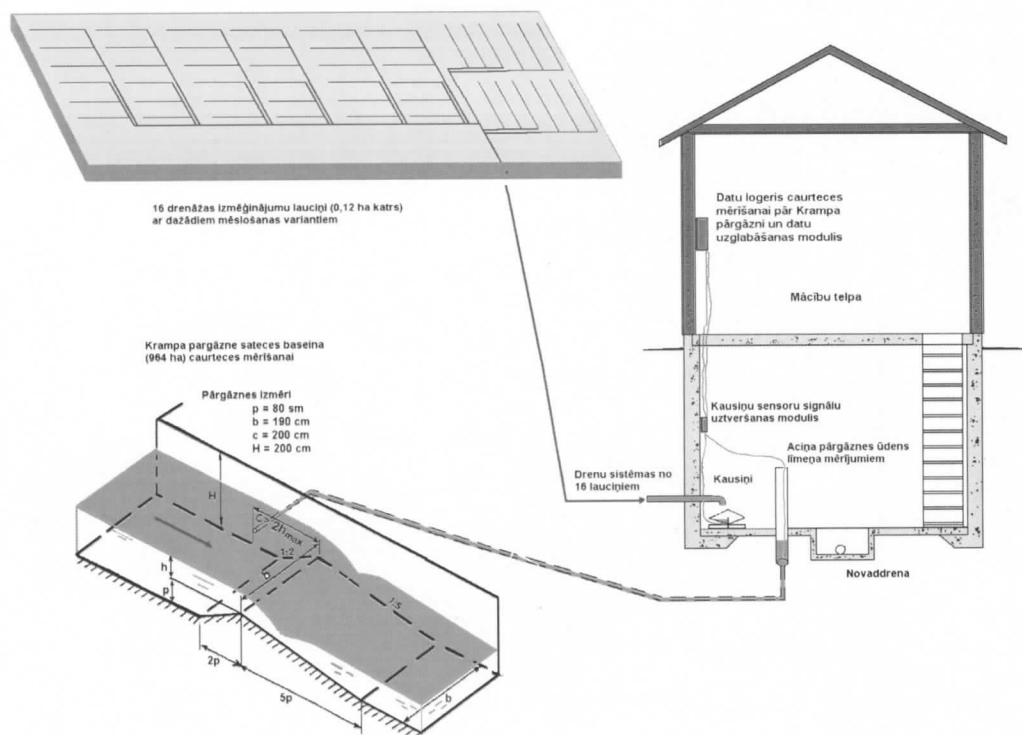 16 drenāžas izmēģinājumu lauciņi (0,12 ha katrs)
ar dažādiem mēslošanas variantiem
Datu logeris caurteces
mērīšanai pār Krampa
pārgāzni un datu
uzglabāšanas modulis
Mācību telpa
Krampa pargāzne sateces baseina
(964 ha) caurteces mērīšanai
Pārgāznes izmēri
p = 80 sm
b = 190 cm
c = 200 cm
H = 200 cm
Kausiņu sensoru signālu
uztveršanas modulis
Aciņa pārgāznes ūdens
līmeņa mērījumiem
Drenu sistēmas no
16 lauciņiem
Kausiņi
Novaddrena
H
C> 2hmax
1:2
b
1:5
h
p
2p
5p
b